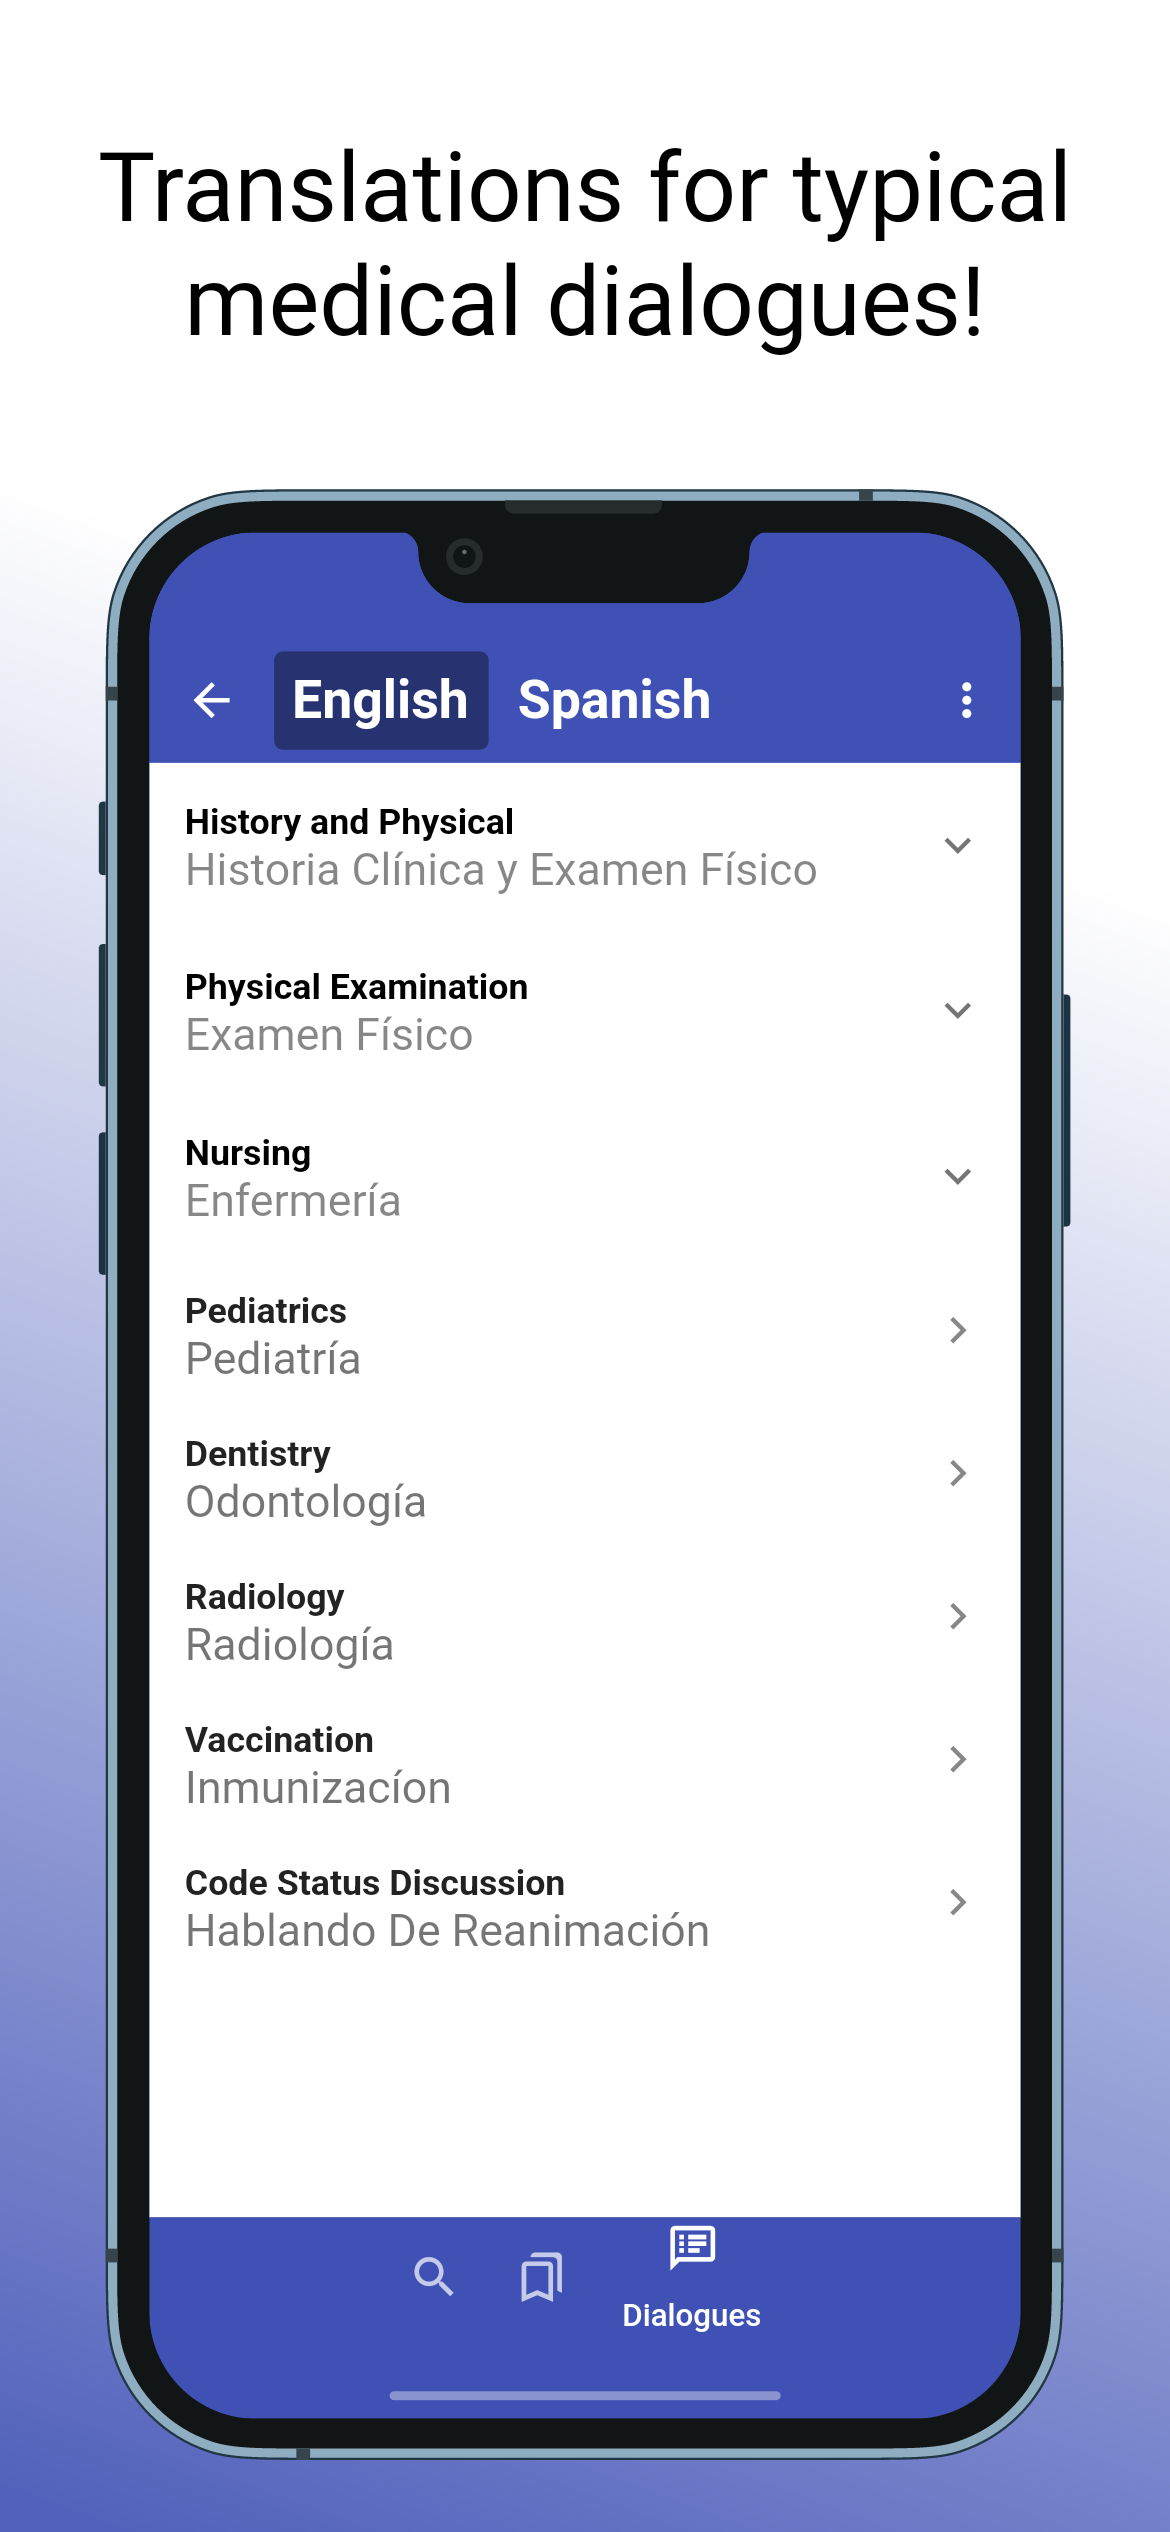 Translations for typical
medical dialogues!
English Spanish
History and Physical
Historia Clínica y Examen Físico
Physical Examination
Examen Físico
Nursing
Enfermería
Pediatrics
Pediatría
Dentistry
Odontología
Radiology
Radiología
Vaccination
Inmunizacíon
Code Status Discussion
Hablando De Reanimación
Dialogues